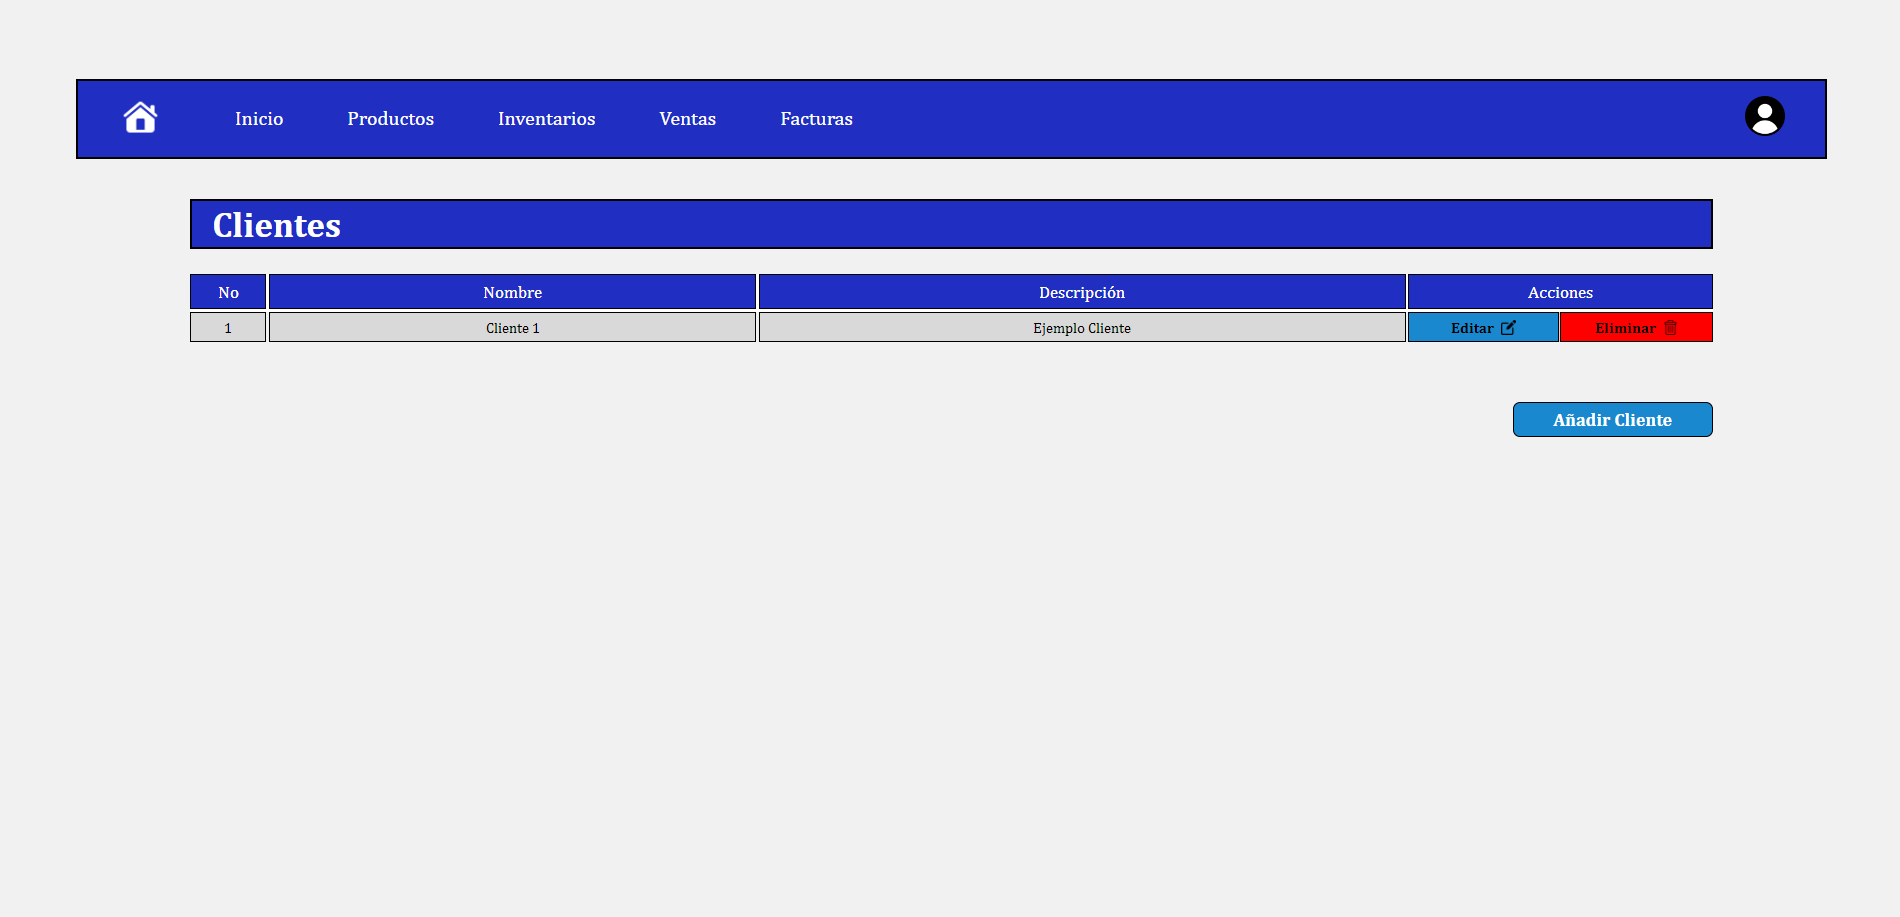 Inicio Productos Inventarios Ventas Facturas
Clientes
No Nombre Descripción Acciones
1 Cliente 1 Ejemplo Cliente Editar Eliminar
Añadir Cliente